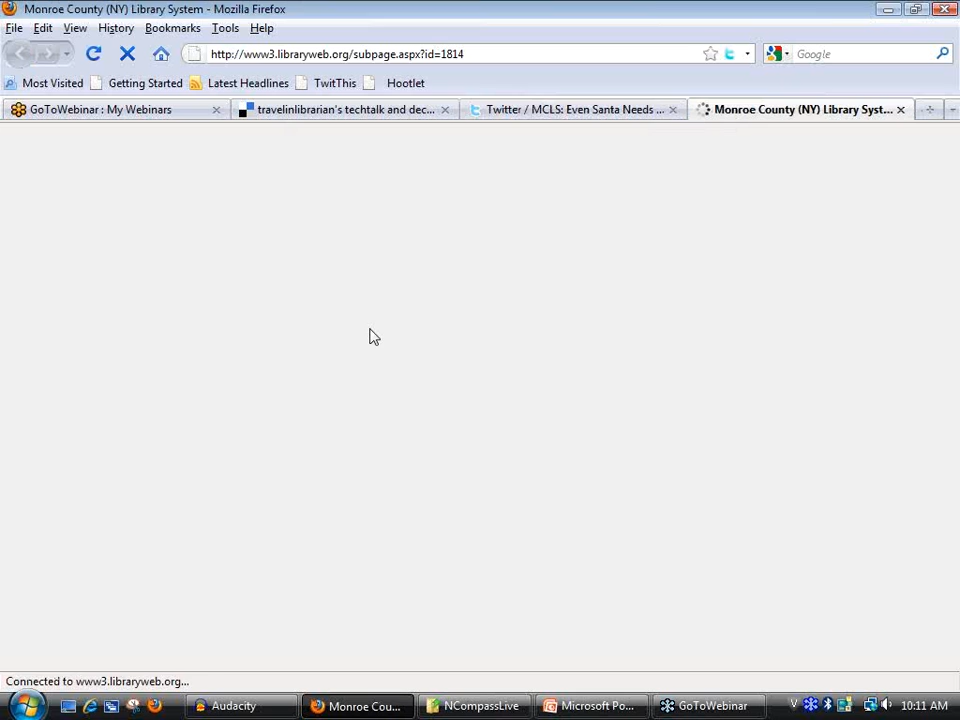 Monroe County (NY) Library System - Mozilla Firefox
File Edit View History Bookmarks Tools Help
http://www3.libraryweb.org/subpage.aspx?id=1814 Google
Most Visited Getting Started Latest Headlines TwitThis Hootlet
GoToWebinar : My Webinars travelinlibrarian's techtalk and dec... Twitter / MCLS: Even Santa Needs ... Monroe County (NY) Library Syst...
Connected to www3.libraryweb.org...
Audacity Monroe Cou... NCompassLive Microsoft Po... GoToWebinar V 10:11 AM